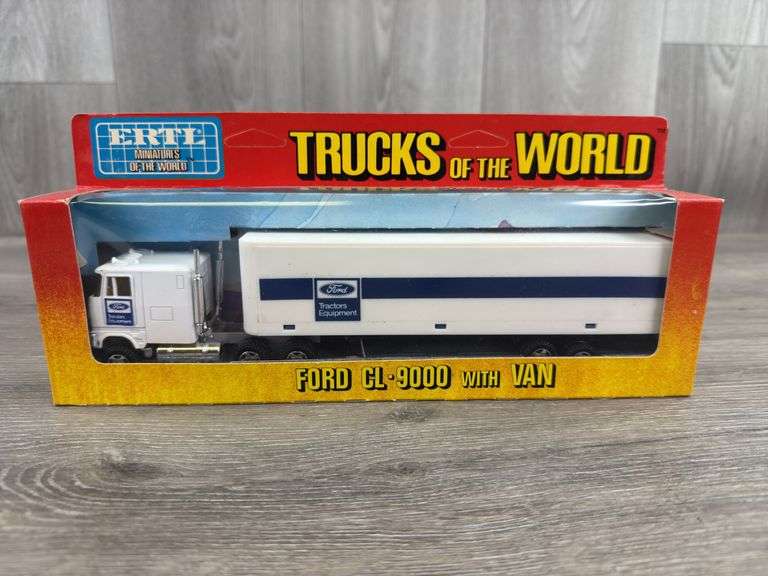 ERTL
MINIATURES
OF THE WORLD
TRUCKS OF THE WORLD
Ford
Tractors
Equipment
Ford
Tractors
Equipment
FORD CL-9000 WITH VAN